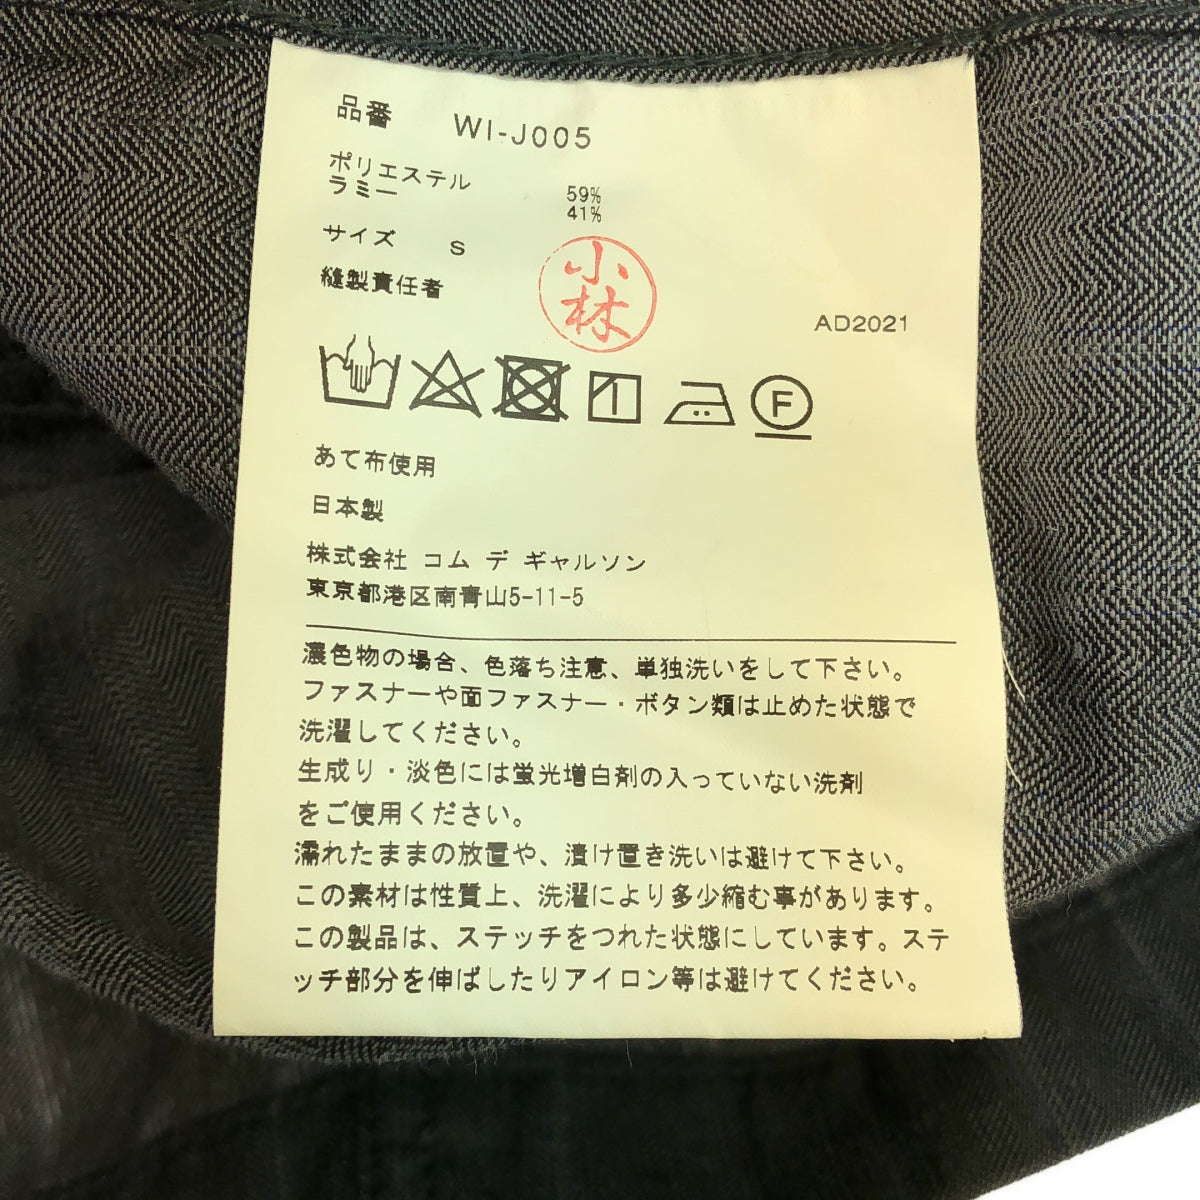 品番 WI-J005
ポリエステル 59%
ラミー 41%
サイズ S
縫製責任者 小林
AD2021
F
あて布使用
日本製
株式会社 コム デ ギャルソン
東京都港区南青山5-11-5
濃色物の場合、色落ち注意、単独洗いをして下さい。
ファスナーや面ファスナー・ボタン類は止めた状態で
洗濯してください。
生成り・淡色には蛍光増白剤の入っていない洗剤
をご使用ください。
濡れたままの放置や、漬け置き洗いは避けて下さい。
この素材は性質上、洗濯により多少縮む事があります。
この製品は、ステッチをつれた状態にしています。ステ
ッチ部分を伸ばしたりアイロン等は避けてください。